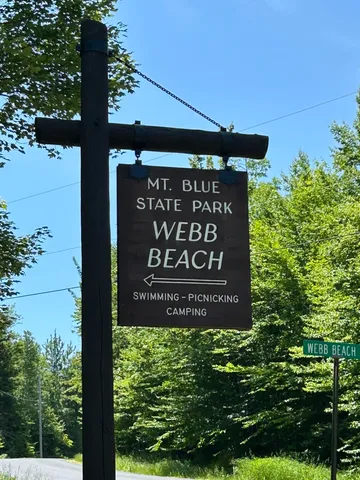 MT. BLUE
STATE PARK
WEBB
BEACH
SWIMMING-PICNICKING
CAMPING
WEBB BEACH